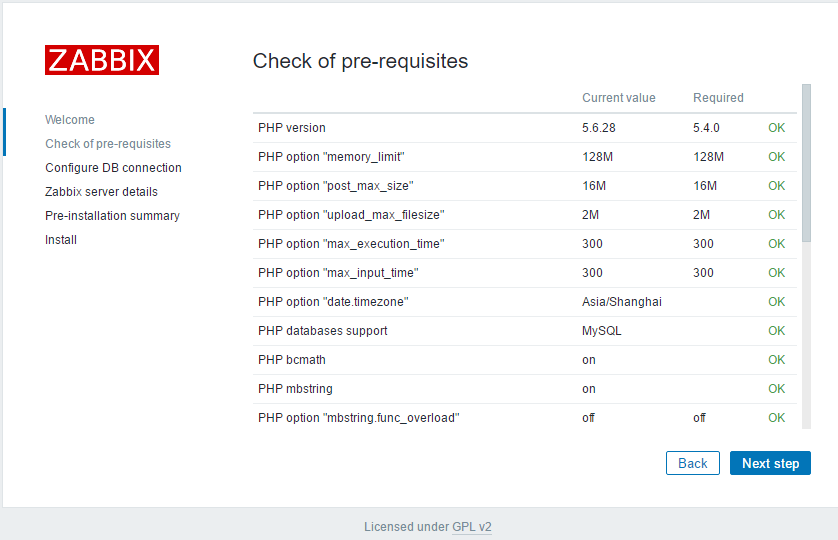 ZABBIX
Welcome
Check of pre-requisites
Configure DB connection
Zabbix server details
Pre-installation summary
Install
Check of pre-requisites
Current value Required
PHP version 5.6.28 5.4.0 OK
PHP option "memory_limit" 128M 128M OK
PHP option "post_max_size" 16M 16M OK
PHP option "upload_max_filesize" 2M 2M OK
PHP option "max_execution_time" 300 300 OK
PHP option "max_input_time" 300 300 OK
PHP option "date.timezone" Asia/Shanghai OK
PHP databases support MySQL OK
PHP bcmath on OK
PHP mbstring on OK
PHP option "mbstring.func_overload" off off OK
Back Next step
Licensed under GPL v2